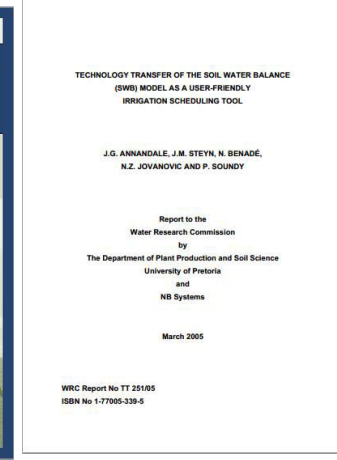 TECHNOLOGY TRANSFER OF THE SOIL WATER BALANCE
(SWB) MODEL AS A USER-FRIENDLY
IRRIGATION SCHEDULING TOOL
J.G. ANNANDALE, J.M. STEYN, N. BENADÉ,
N.Z. JOVANOVIC AND P. SOUNDY
Report to the
Water Research Commission
by
The Department of Plant Production and Soil Science
University of Pretoria
and
NB Systems
March 2005
WRC Report No TT 251/05
ISBN No 1-77005-339-5